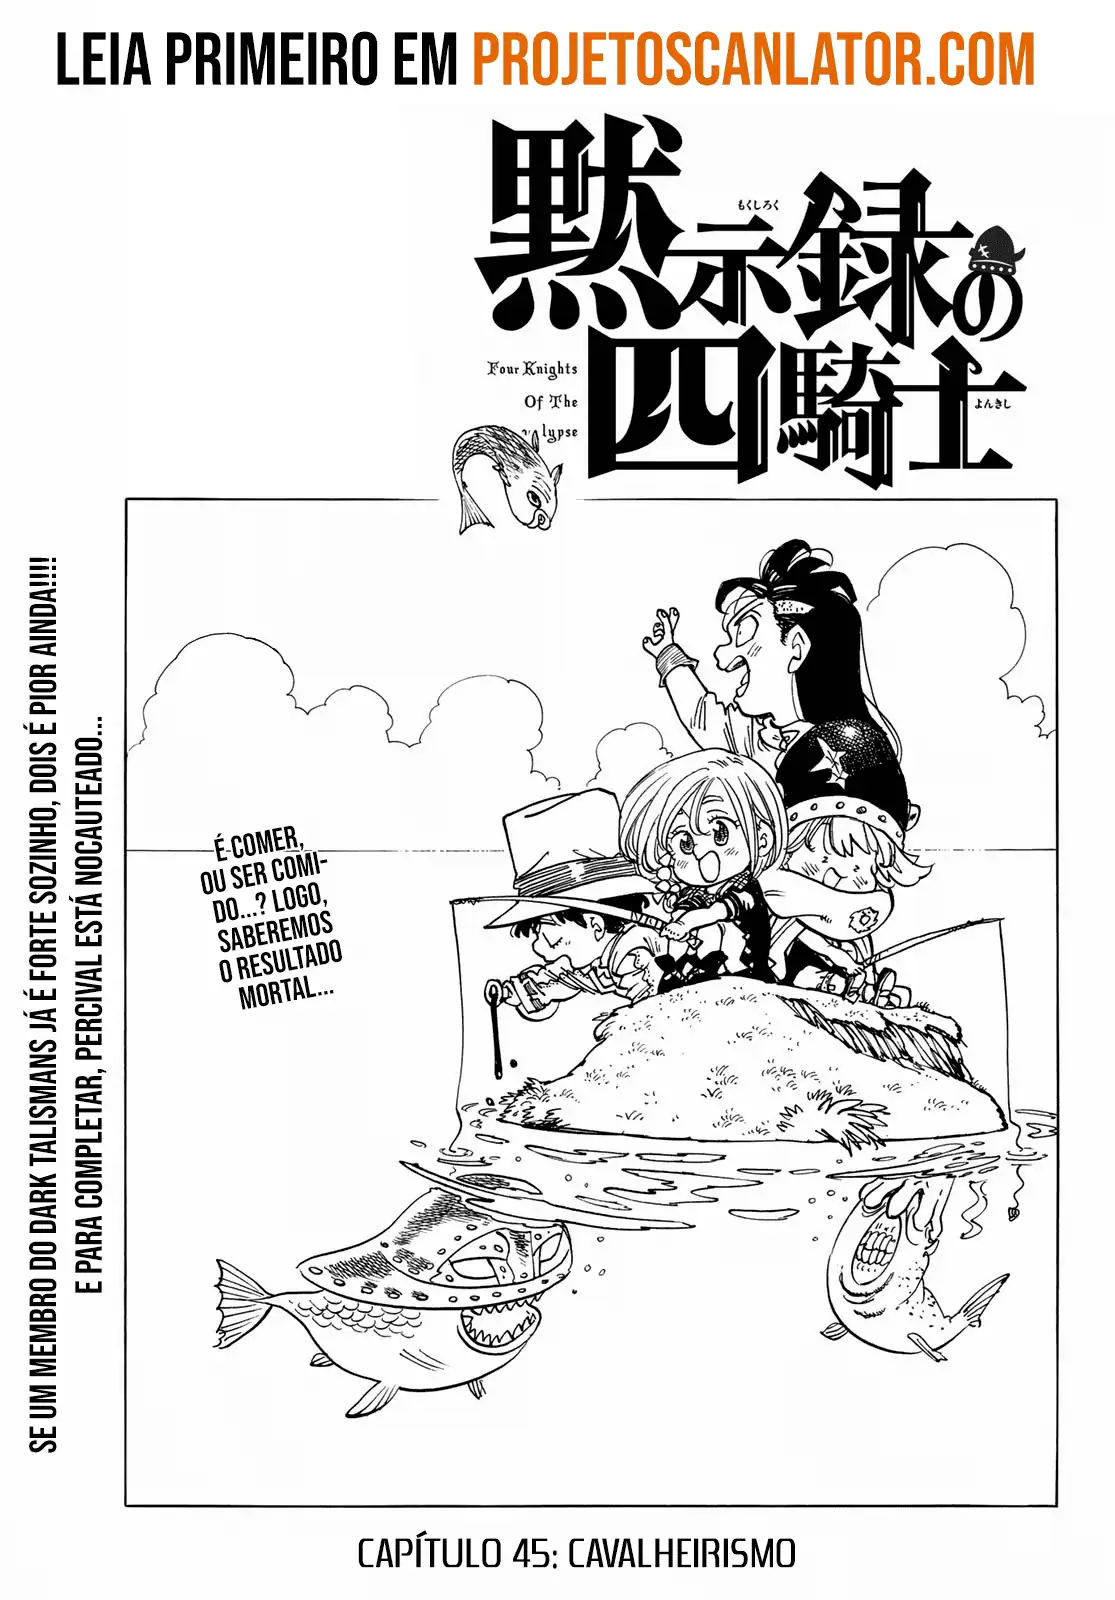 LEIA PRIMEIRO EM PROJETOSCANLATOR.COM
黙示録の
もくしろく
四騎士
よんきし
Four Knights
Of The
lypse
SE UM MEMBRO DO DARK TALISMANS JÁ É FORTE SOZINHO, DOIS É PIOR AINDA!!!!
E PARA COMPLETAR, PERCIVAL ESTÁ NOCAUTEADO...
É COMER,
OU SER COMI-
DO...? LOGO,
SABEREMOS
O RESULTADO
MORTAL...
CAPÍTULO 45: CAVALHEIRISMO